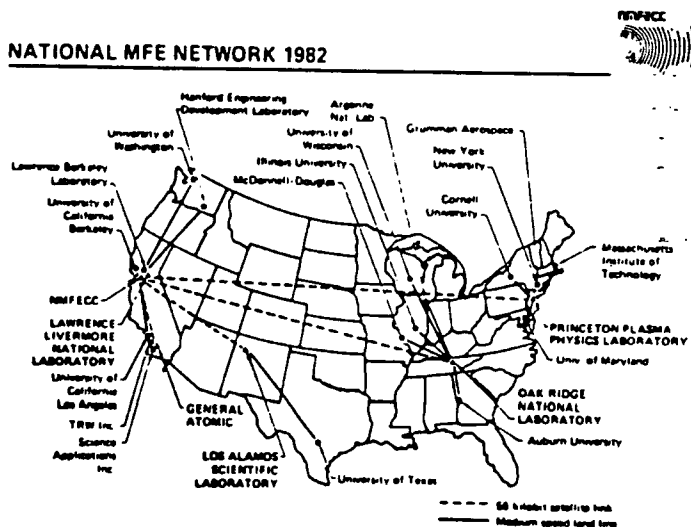 NMFECC
NATIONAL MFE NETWORK 1982
Hanford Engineering
Development Laboratory
Argonne
Nat. Lab
University of
Wisconsin
Grumman Aerospace
University of
Washington
Illinois University
New York
University
Lawrence Berkeley
Laboratory
McDonnell-Douglas
Cornell
University
University of
California
Berkeley
Massachusetts
Institute of
Technology
NMFECC
LAWRENCE
LIVERMORE
NATIONAL
LABORATORY
PRINCETON PLASMA
PHYSICS LABORATORY
Univ. of Maryland
University of
California
Los Angeles
GENERAL
ATOMIC
OAK RIDGE
NATIONAL
LABORATORY
TRW Inc
Auburn University
Science
Applications
Inc
LOS ALAMOS
SCIENTIFIC
LABORATORY
University of Texas
56 kilobit satellite link
Medium speed land line